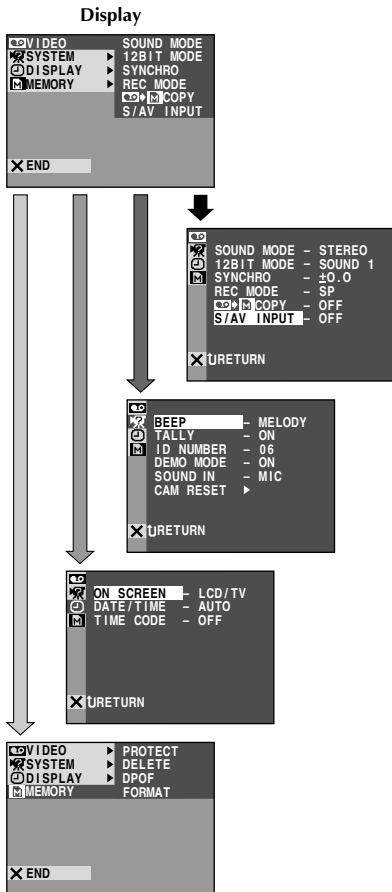 Display
VIDEO SOUND MODE
SYSTEM ▶ 12BIT MODE
DISPLAY ▶ SYNCHRO
M MEMORY ▶ REC MODE
M COPY
S/AV INPUT
END
SOUND MODE – STEREO
12BIT MODE – SOUND 1
M SYNCHRO – ±0.0
REC MODE – SP
M COPY – OFF
S/AV INPUT – OFF
RETURN
BEEP – MELODY
TALLY – ON
M ID NUMBER – 06
DEMO MODE – ON
SOUND IN – MIC
CAM RESET ▶
RETURN
ON SCREEN – LCD/TV
DATE/TIME – AUTO
M TIME CODE – OFF
RETURN
VIDEO ▶ PROTECT
SYSTEM ▶ DELETE
DISPLAY ▶ DPOF
M MEMORY FORMAT
END